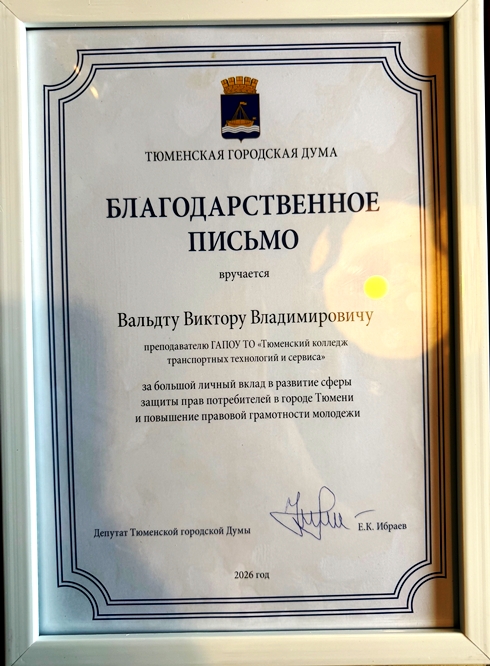 ТЮМЕНСКАЯ ГОРОДСКАЯ ДУМА
БЛАГОДАРСТВЕННОЕ
ПИСЬМО
вручается
Вальдту Виктору Владимировичу
преподавателю ГАПОУ ТО «Тюменский колледж
транспортных технологий и сервиса»
за большой личный вклад в развитие сферы
защиты прав потребителей в городе Тюмени
и повышение правовой грамотности молодежи
Депутат Тюменской городской Думы Е.К. Ибраев
2026 год